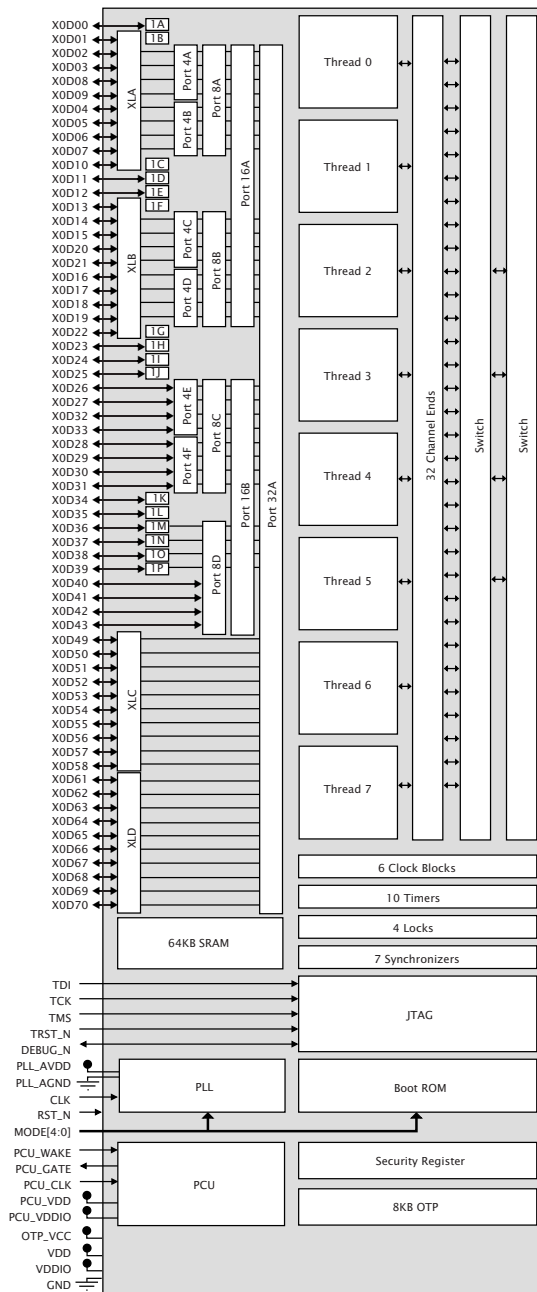 X0D00
X0D01
X0D02
X0D03
X0D08
X0D09
X0D04
X0D05
X0D06
X0D07
X0D10
X0D11
X0D12
X0D13
X0D14
X0D15
X0D20
X0D21
X0D16
X0D17
X0D18
X0D19
X0D22
X0D23
X0D24
X0D25
X0D26
X0D27
X0D32
X0D33
X0D28
X0D29
X0D30
X0D31
X0D34
X0D35
X0D36
X0D37
X0D38
X0D39
X0D40
X0D41
X0D42
X0D43
X0D49
X0D50
X0D51
X0D52
X0D53
X0D54
X0D55
X0D56
X0D57
X0D58
X0D61
X0D62
X0D63
X0D64
X0D65
X0D66
X0D67
X0D68
X0D69
X0D70
XLA
XLB
XLC
XLD
1A
1B
1C
1D
1E
1F
1G
1H
1I
1J
1K
1L
1M
1N
1O
1P
Port 4A
Port 4B
Port 4C
Port 4D
Port 4E
Port 4F
Port 8A
Port 8B
Port 8C
Port 8D
Port 16A
Port 16B
Port 32A
Thread 0
Thread 1
Thread 2
Thread 3
Thread 4
Thread 5
Thread 6
Thread 7
32 Channel Ends
Switch
Switch
6 Clock Blocks
10 Timers
4 Locks
7 Synchronizers
64KB SRAM
TDI
TCK
TMS
TRST_N
DEBUG_N
JTAG
PLL_AVDD
PLL_AGND
CLK
RST_N
MODE[4:0]
PLL
Boot ROM
PCU_WAKE
PCU_GATE
PCU_CLK
PCU_VDD
PCU_VDDIO
OTP_VCC
VDD
VDDIO
GND
PCU
Security Register
8KB OTP